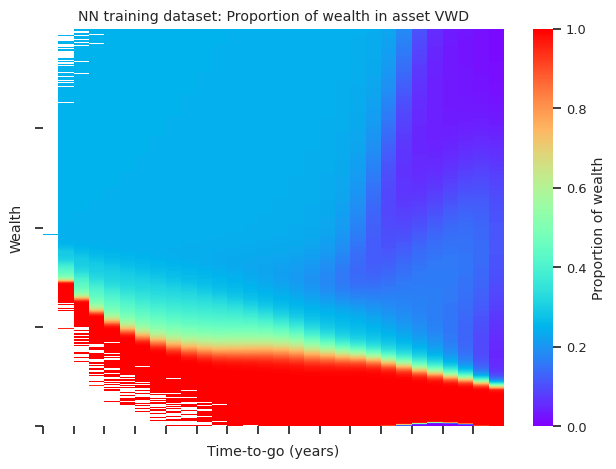 NN training dataset: Proportion of wealth in asset VWD
Wealth
Time-to-go (years)
1.0
0.8
0.6
0.4
0.2
0.0
Proportion of wealth